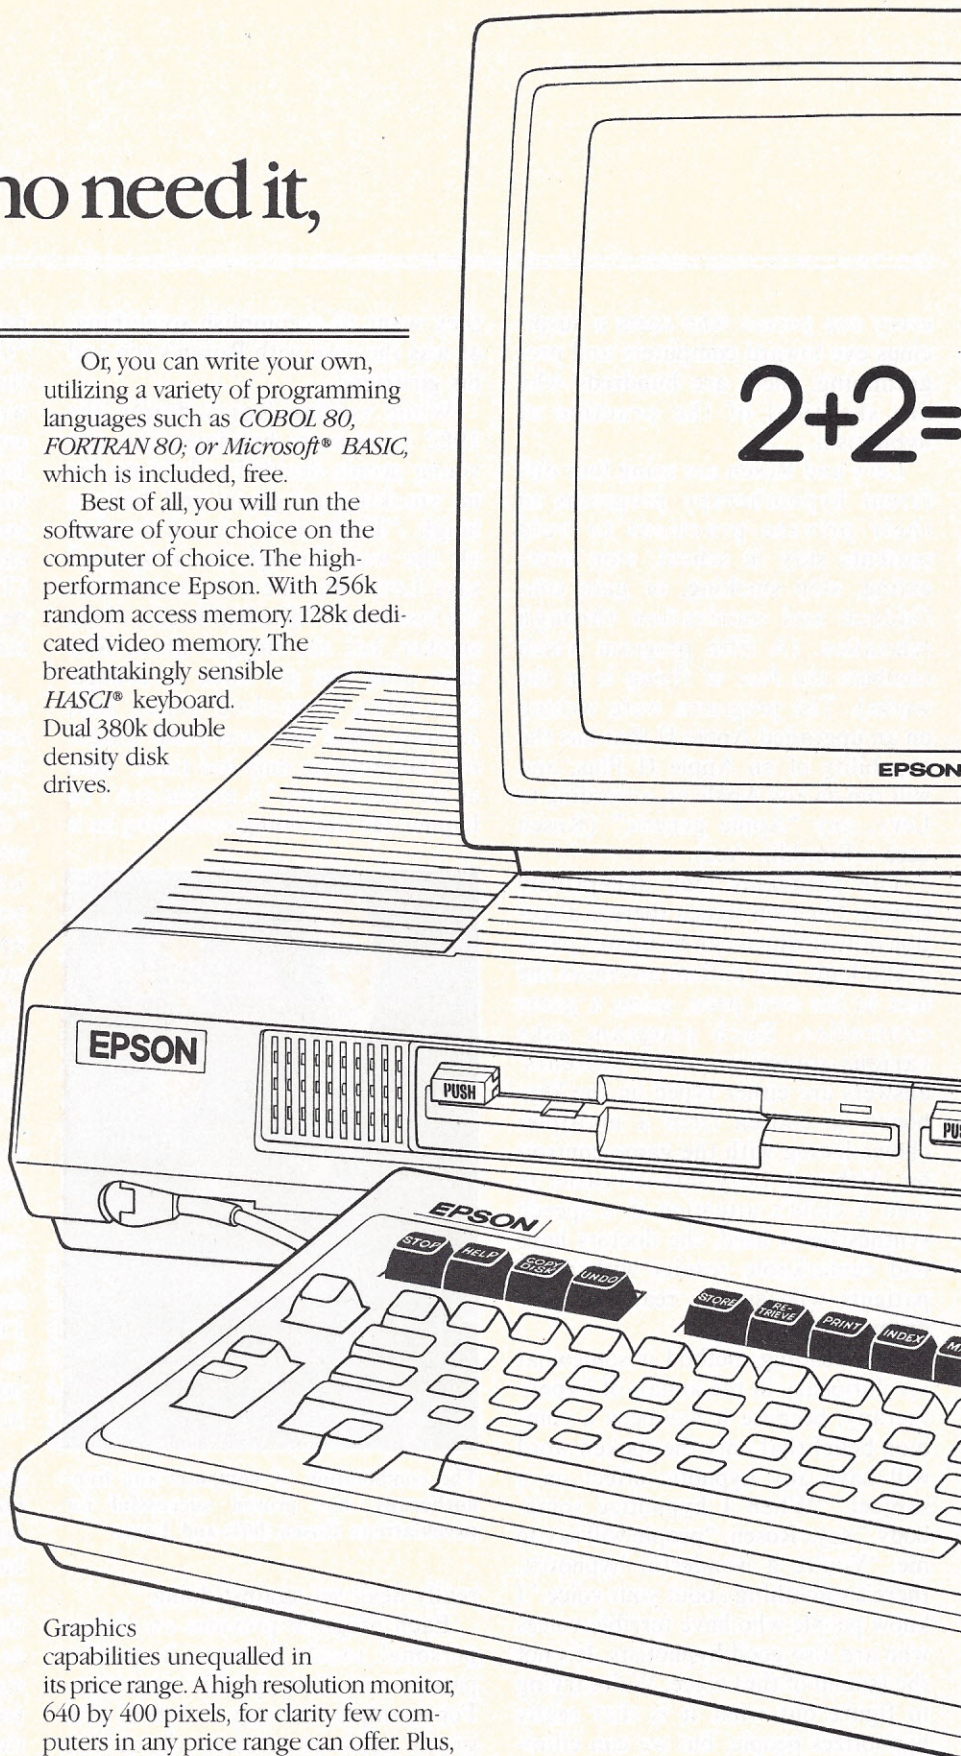 no need it,
Or, you can write your own,
utilizing a variety of programming
languages such as COBOL 80,
FORTRAN 80; or Microsoft® BASIC,
which is included, free.
Best of all, you will run the
software of your choice on the
computer of choice. The high-
performance Epson. With 256k
random access memory. 128k dedi-
cated video memory. The
breathtakingly sensible
HASCI® keyboard.
Dual 380k double
density disk
drives.
2+2=
EPSON
EPSON
PUSH
PUS
EPSON
STOP
HELP
COPY
DISK
UNDO
STORE
RE-
TRIEVE
PRINT
INDEX
Graphics
capabilities unequalled in
its price range. A high resolution monitor,
640 by 400 pixels, for clarity few com-
puters in any price range can offer. Plus,